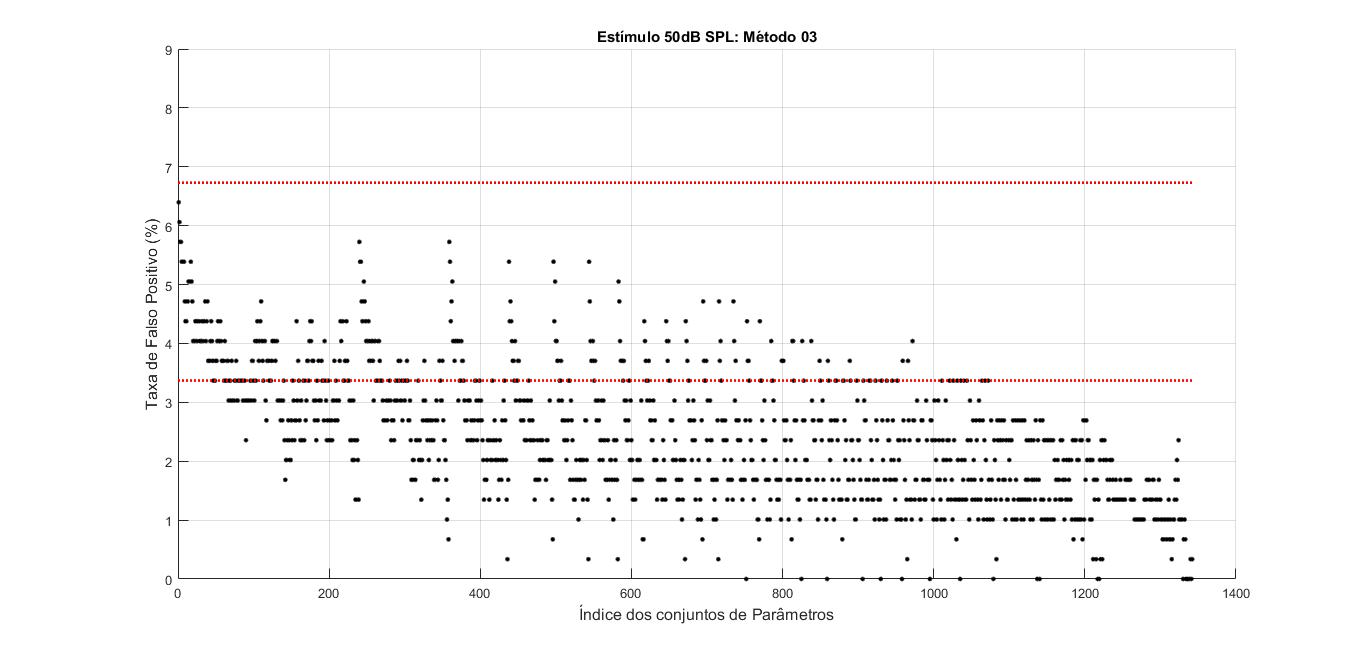 Estímulo 50dB SPL: Método 03
Taxa de Falso Positivo (%)
9
8
7
6
5
4
3
2
1
0
0 200 400 600 800 1000 1200 1400
Índice dos conjuntos de Parâmetros